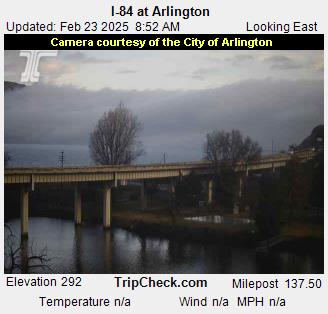 I-84 at Arlington
Updated: Feb 23 2025 8:52 AM Looking East
Camera courtesy of the City of Arlington
Elevation 292 TripCheck.com Milepost 137.50
Temperature n/a Wind n/a MPH n/a